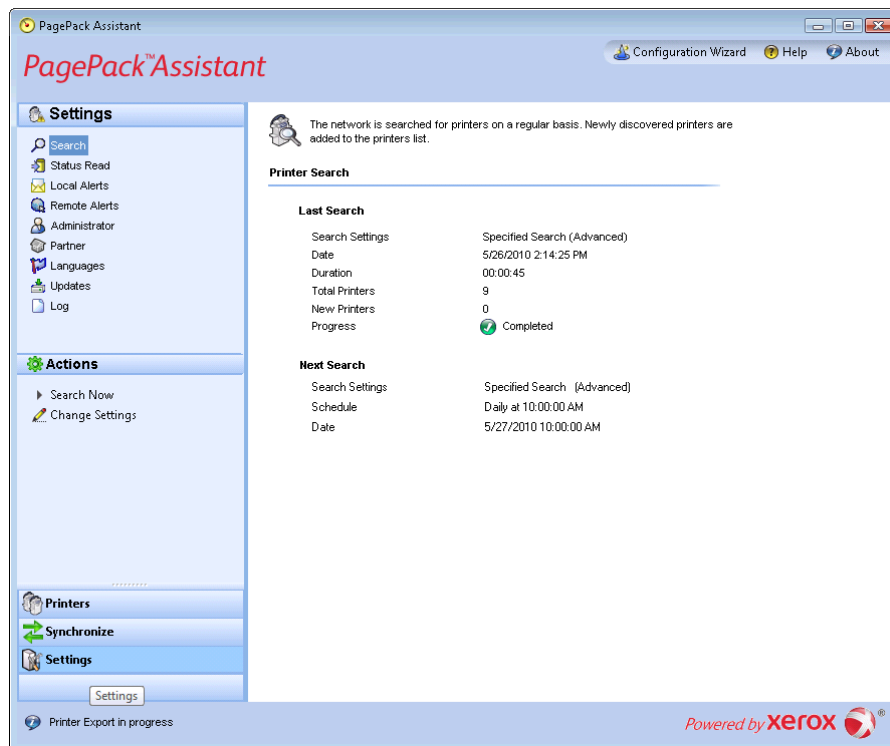 PagePack Assistant
PagePack™Assistant
Configuration Wizard
Help
About
Settings
Search
Status Read
Local Alerts
Remote Alerts
Administrator
Partner
Languages
Updates
Log
Actions
Search Now
Change Settings
Printers
Synchronize
Settings
Settings
The network is searched for printers on a regular basis. Newly discovered printers are
added to the printers list.
Printer Search
Last Search
Search Settings Specified Search (Advanced)
Date 5/26/2010 2:14:25 PM
Duration 00:00:45
Total Printers 9
New Printers 0
Progress Completed
Next Search
Search Settings Specified Search (Advanced)
Schedule Daily at 10:00:00 AM
Date 5/27/2010 10:00:00 AM
Printer Export in progress
Powered by xerox ®